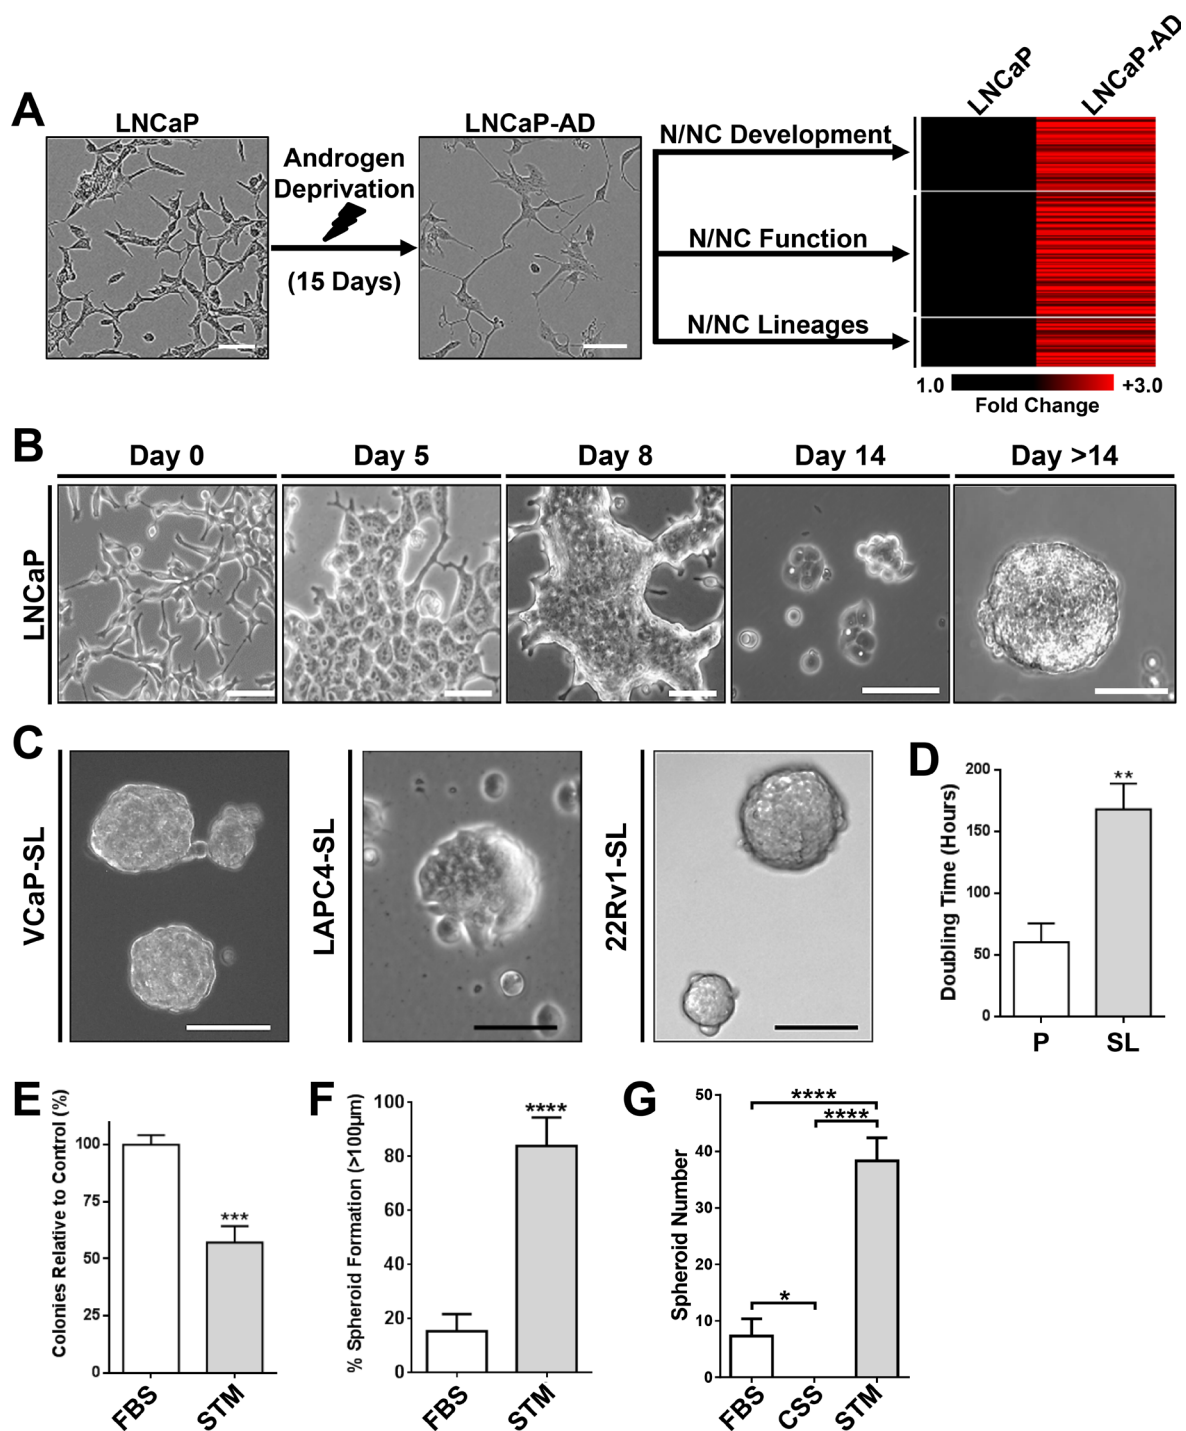 A
LNCaP
LNCaP-AD
Androgen
Deprivation
(15 Days)
N/NC Development
N/NC Function
N/NC Lineages
LNCaP
LNCaP-AD
1.0
+3.0
Fold Change
B
Day 0
Day 5
Day 8
Day 14
Day >14
LNCaP
C
VCaP-SL
LAPC4-SL
22Rv1-SL
D
Doubling Time (Hours)
200
150
100
50
0
**
P
SL
E
Colonies Relative to Control (%)
100
75
50
25
0
***
FBS
STM
F
% Spheroid Formation (>100µm)
100
80
60
40
20
0
****
FBS
STM
G
Spheroid Number
50
40
30
20
10
0
****
****
*
FBS
CSS
STM